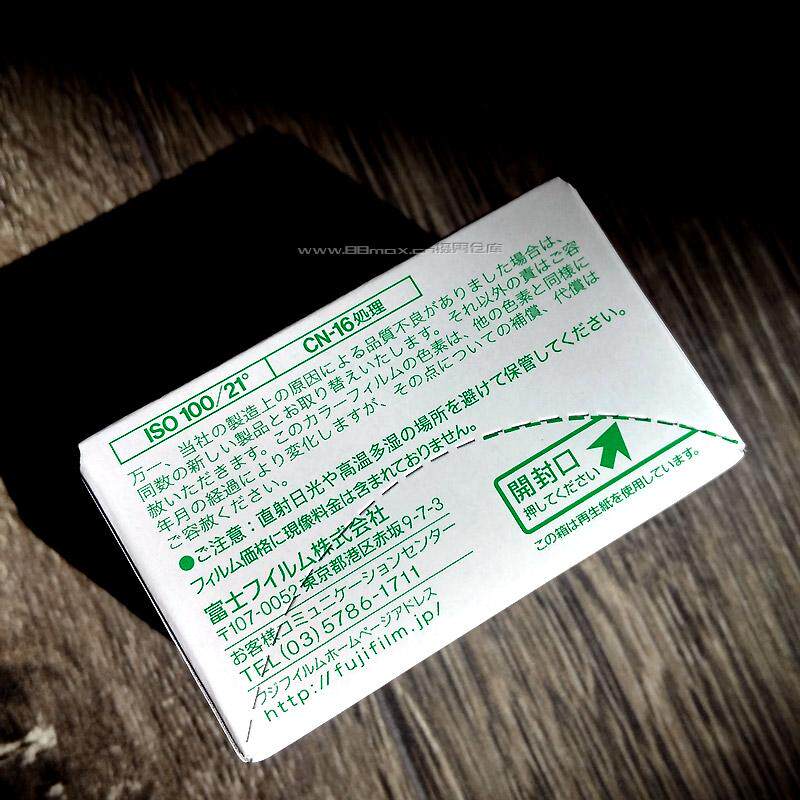 www.88max.cn摄界仓库
ISO 100/21° CN-16処理
万一、当社の製造上の原因による品質不良がありました場合は、
同数の新しい製品とお取り替えいたします。それ以外の責はご容
赦いただきます。このカラーフィルムの色素は、他の色素と同様に
年月の経過により変化しますが、その点についての補償、代償は
ご容赦ください。
●ご注意：直射日光や高温多湿の場所を避けて保管してください。
フィルム価格に現像料金は含まれておりません。
富士フイルム株式会社
〒107-0052 東京都港区赤坂9-7-3
お客様コミュニケーションセンター
TEL (03) 5786-1711
フジフイルムホームページアドレス
http://fujifilm.jp/
開封口
押してください
この箱は再生紙を使用しています。